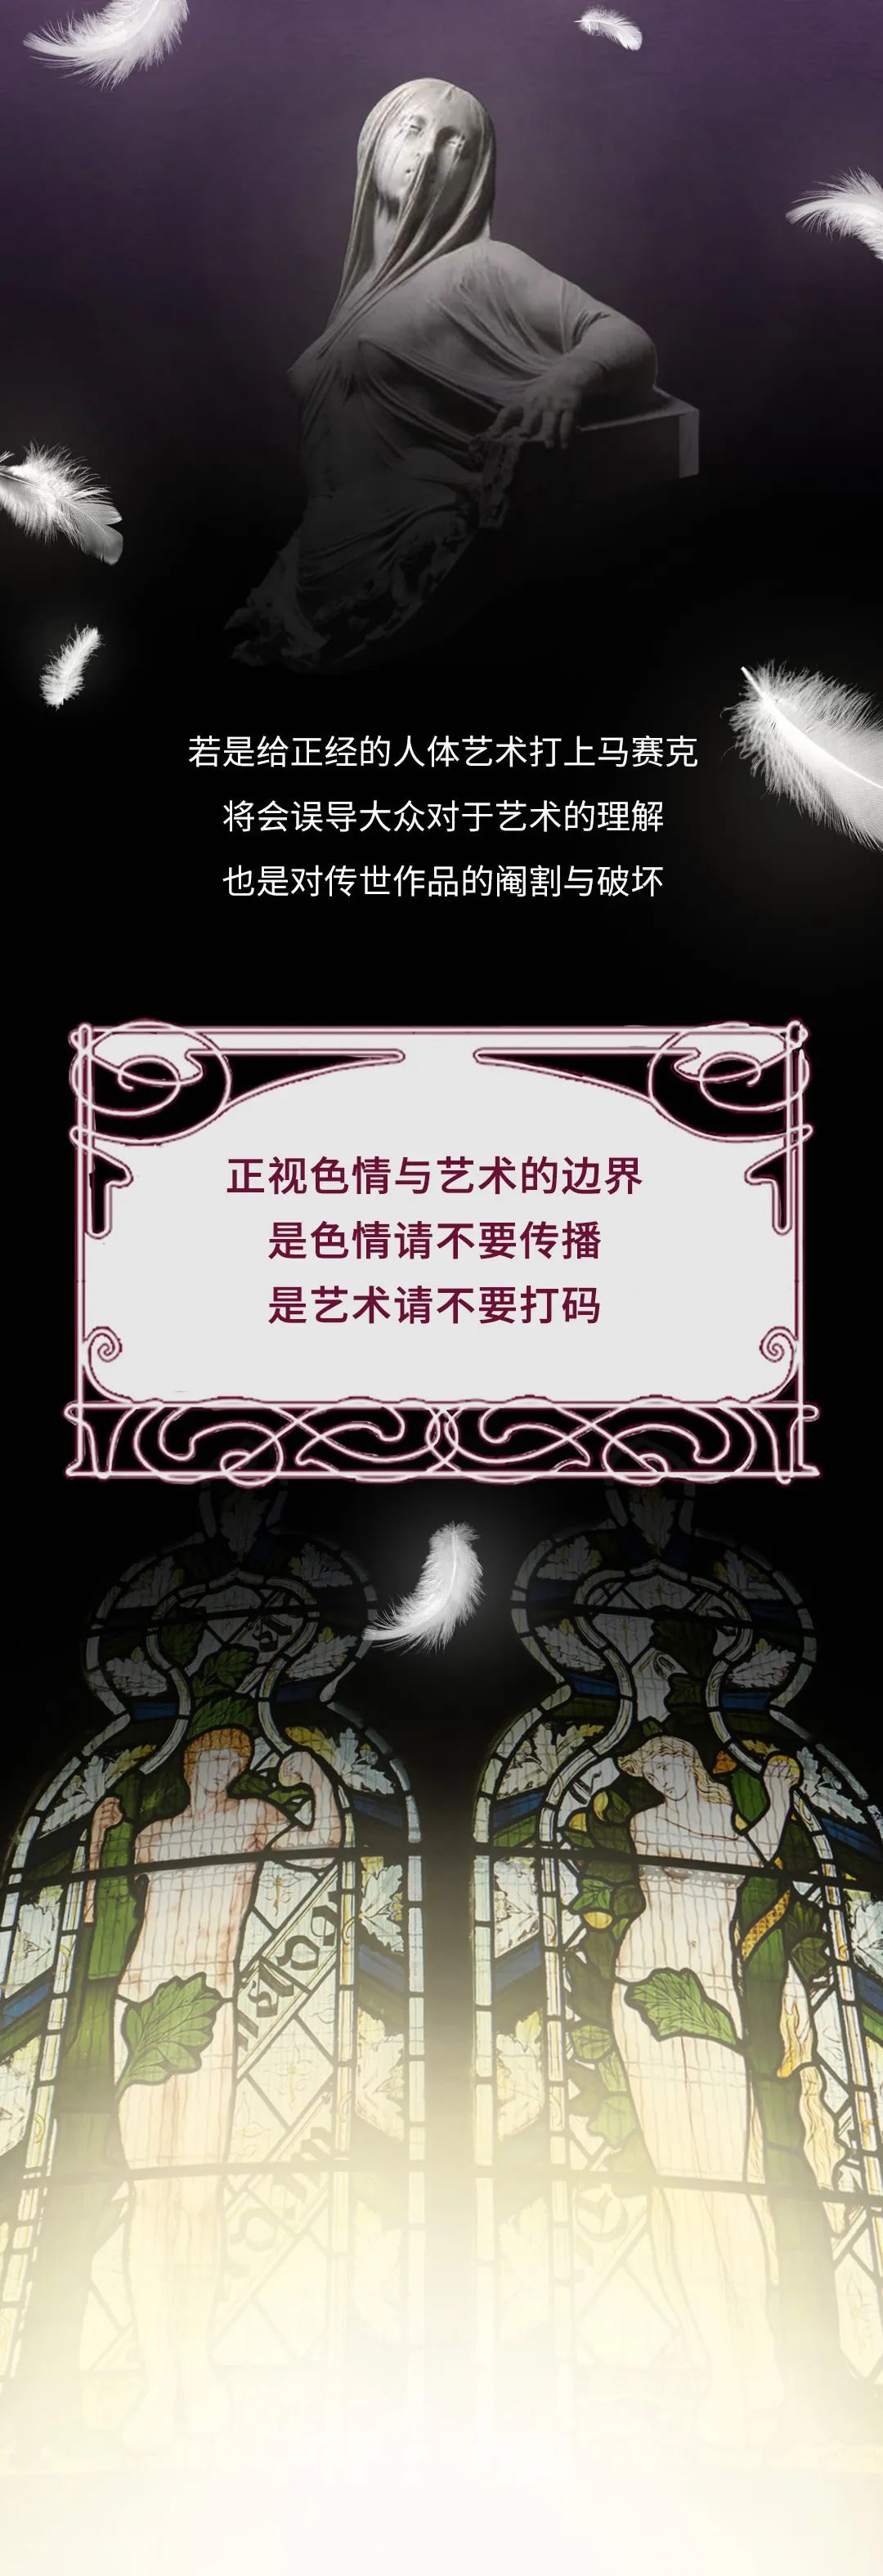 若是给正经的人体艺术打上马赛克
将会误导大众对于艺术的理解
也是对传世作品的阉割与破坏
正视色情与艺术的边界
是色情请不要传播
是艺术请不要打码